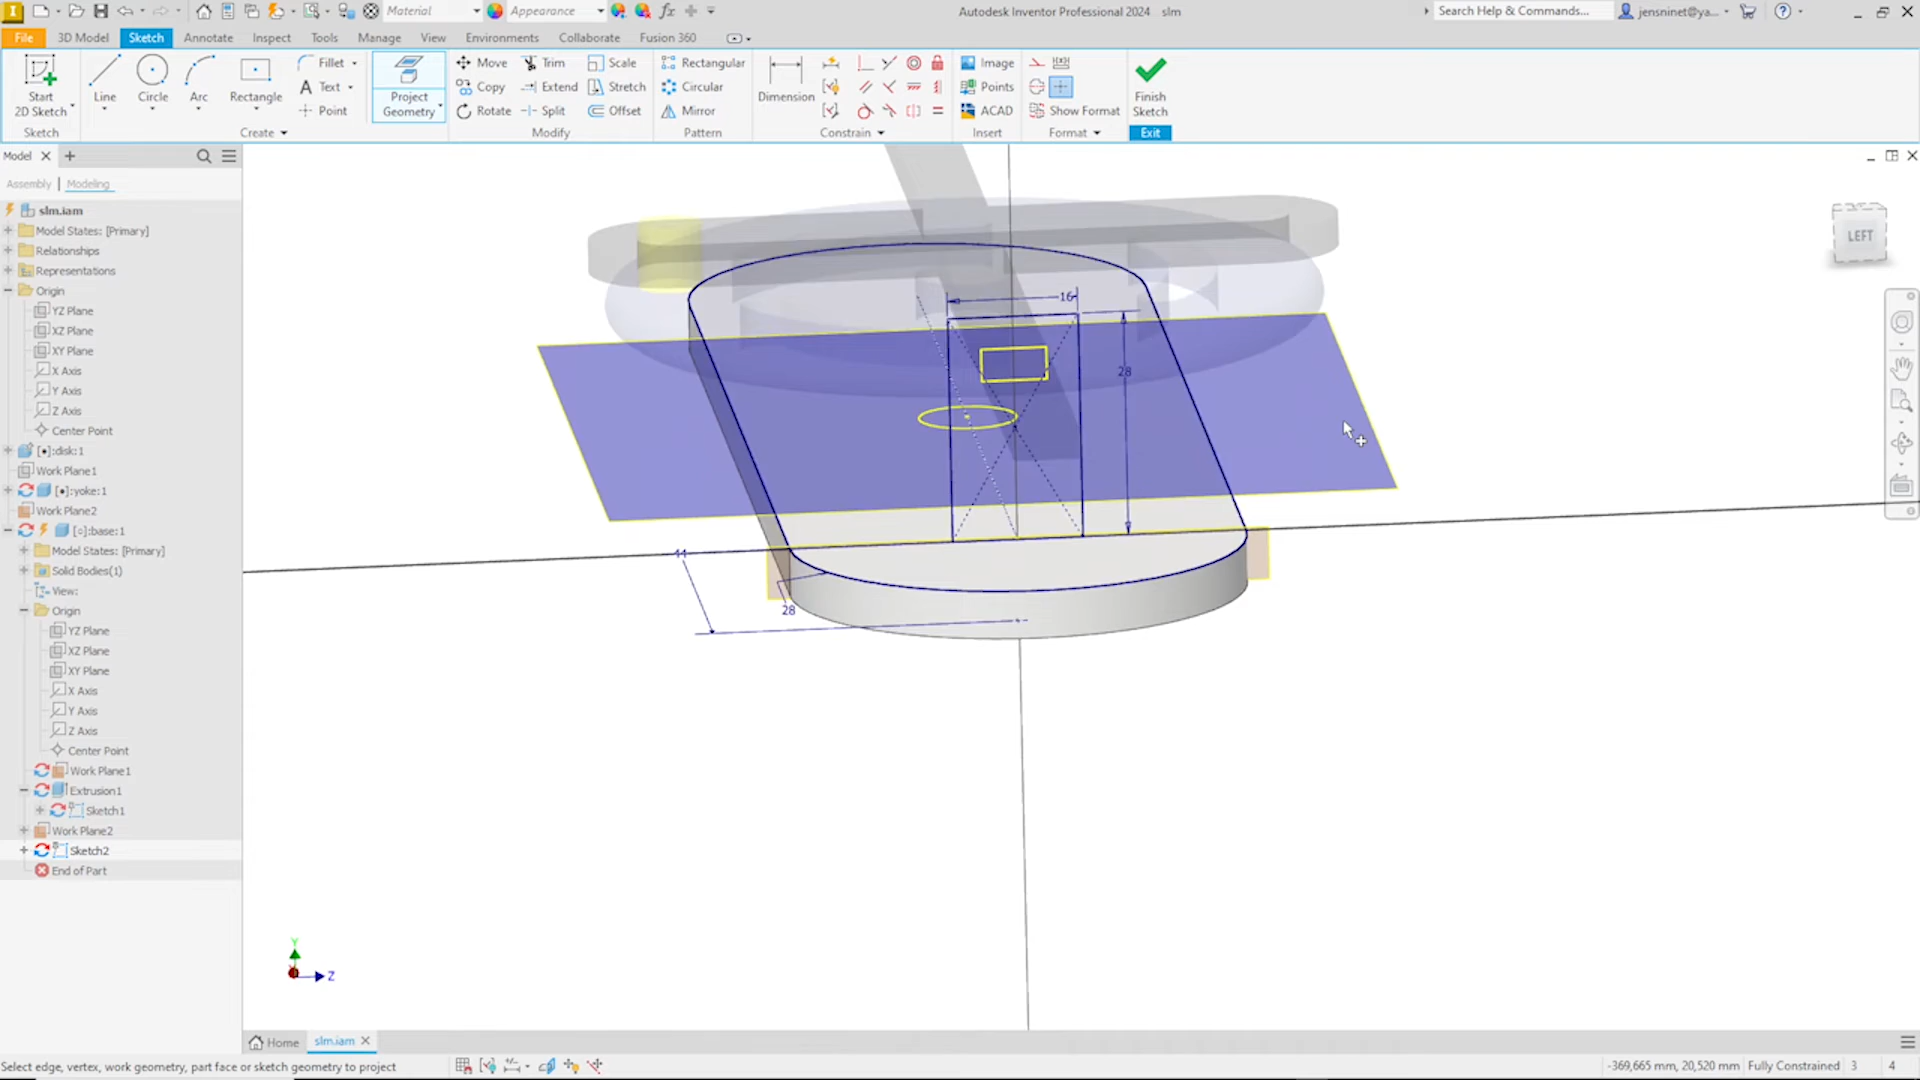 Material
Appearance
fx
Autodesk Inventor Professional 2024 slm
Search Help & Commands...
jensninet@ya...
File
3D Model
Sketch
Annotate
Inspect
Tools
Manage
View
Environments
Collaborate
Fusion 360
Start
2D Sketch
Line
Circle
Arc
Rectangle
Fillet
Text
Point
Project
Geometry
Move
Copy
Rotate
Trim
Extend
Split
Scale
Stretch
Offset
Rectangular
Circular
Mirror
Dimension
Image
Points
ACAD
Show Format
Finish
Sketch
Sketch
Create
Modify
Pattern
Constrain
Insert
Format
Exit
Model
Assembly | Modeling
slm.iam
Model States: [Primary]
Relationships
Representations
Origin
YZ Plane
XZ Plane
XY Plane
X Axis
Y Axis
Z Axis
Center Point
[•]:disk:1
Work Plane1
[•]:yoke:1
Work Plane2
[○]:base:1
Model States: [Primary]
Solid Bodies(1)
View:
Origin
YZ Plane
XZ Plane
XY Plane
X Axis
Y Axis
Z Axis
Center Point
Work Plane1
Extrusion1
Sketch1
Work Plane2
Sketch2
End of Part
LEFT
16
28
44
28
Y
Z
Home
slm.iam
Select edge, vertex, work geometry, part face or sketch geometry to project
-369,665 mm, 20,520 mm
Fully Constrained
3
4